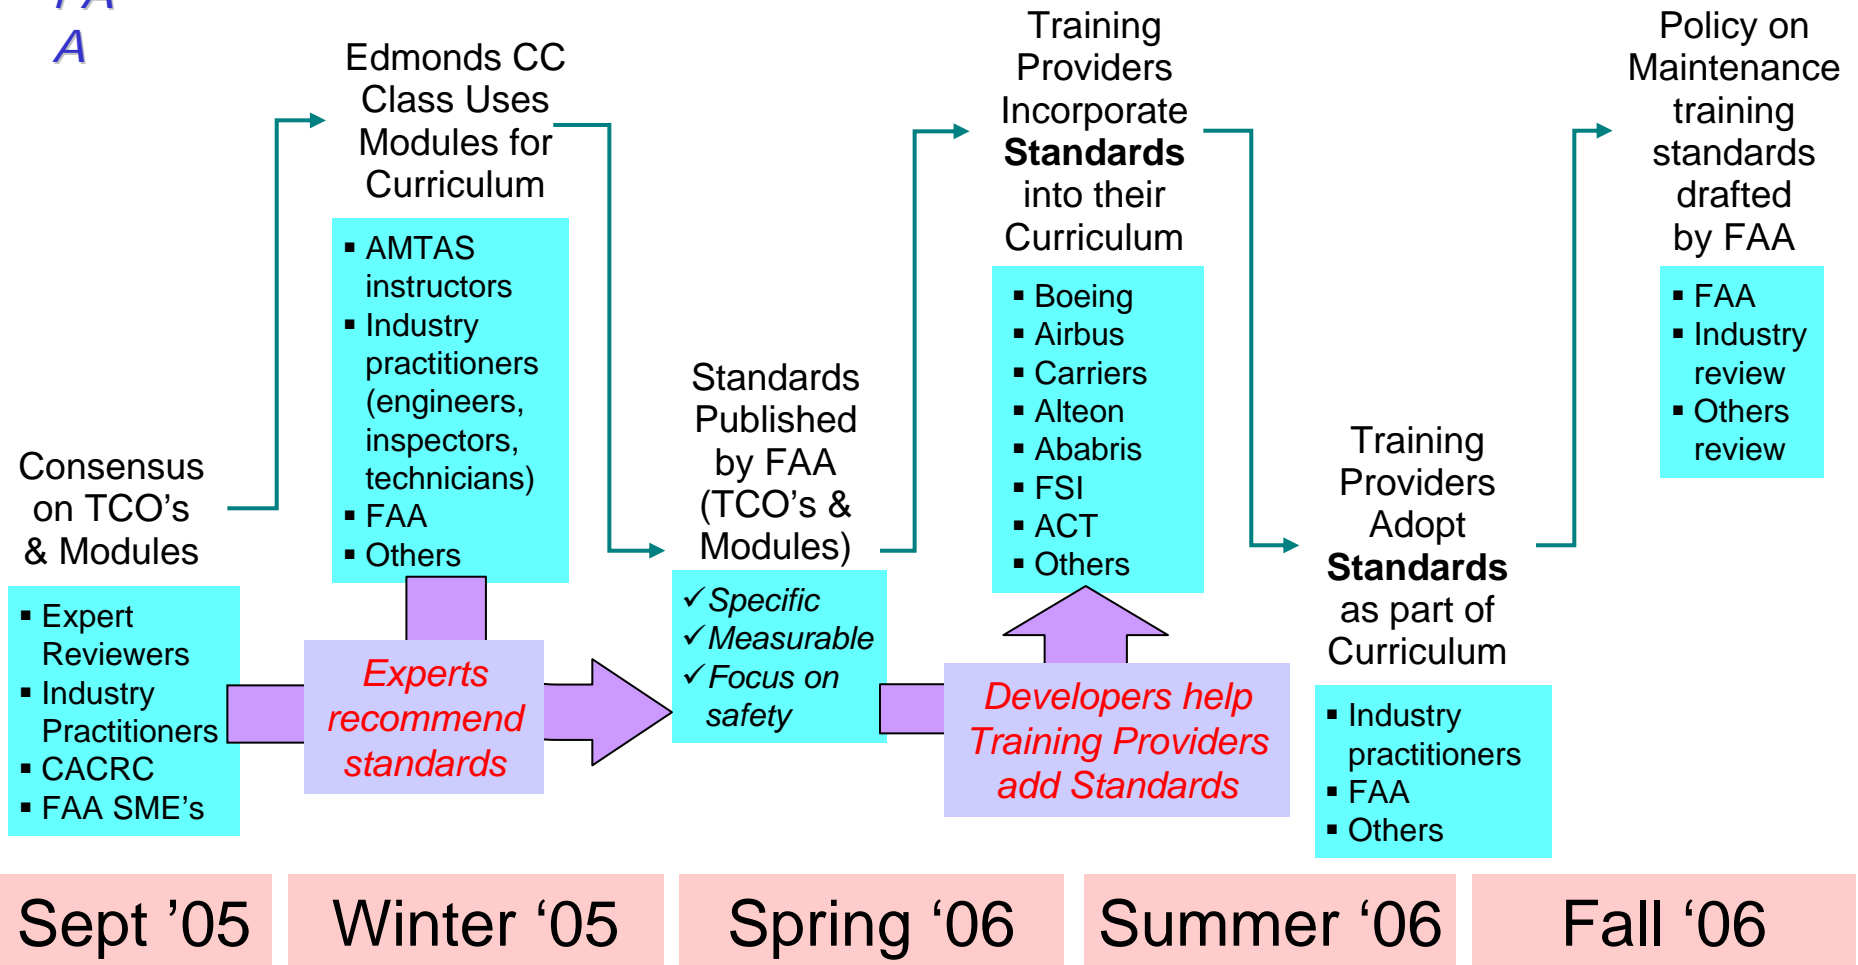 FA
A
Consensus
on TCO’s
& Modules
▪ Expert
Reviewers
▪ Industry
Practitioners
▪ CACRC
▪ FAA SME’s
Edmonds CC
Class Uses
Modules for
Curriculum
▪ AMTAS
instructors
▪ Industry
practitioners
(engineers,
inspectors,
technicians)
▪ FAA
▪ Others
Experts
recommend
standards
Standards
Published
by FAA
(TCO’s &
Modules)
✓Specific
✓Measurable
✓Focus on
safety
Training
Providers
Incorporate
Standards
into their
Curriculum
▪ Boeing
▪ Airbus
▪ Carriers
▪ Alteon
▪ Ababris
▪ FSI
▪ ACT
▪ Others
Developers help
Training Providers
add Standards
Training
Providers
Adopt
Standards
as part of
Curriculum
▪ Industry
practitioners
▪ FAA
▪ Others
Policy on
Maintenance
training
standards
drafted
by FAA
▪ FAA
▪ Industry
review
▪ Others
review
Sept ’05
Winter ‘05
Spring ‘06
Summer ‘06
Fall ‘06